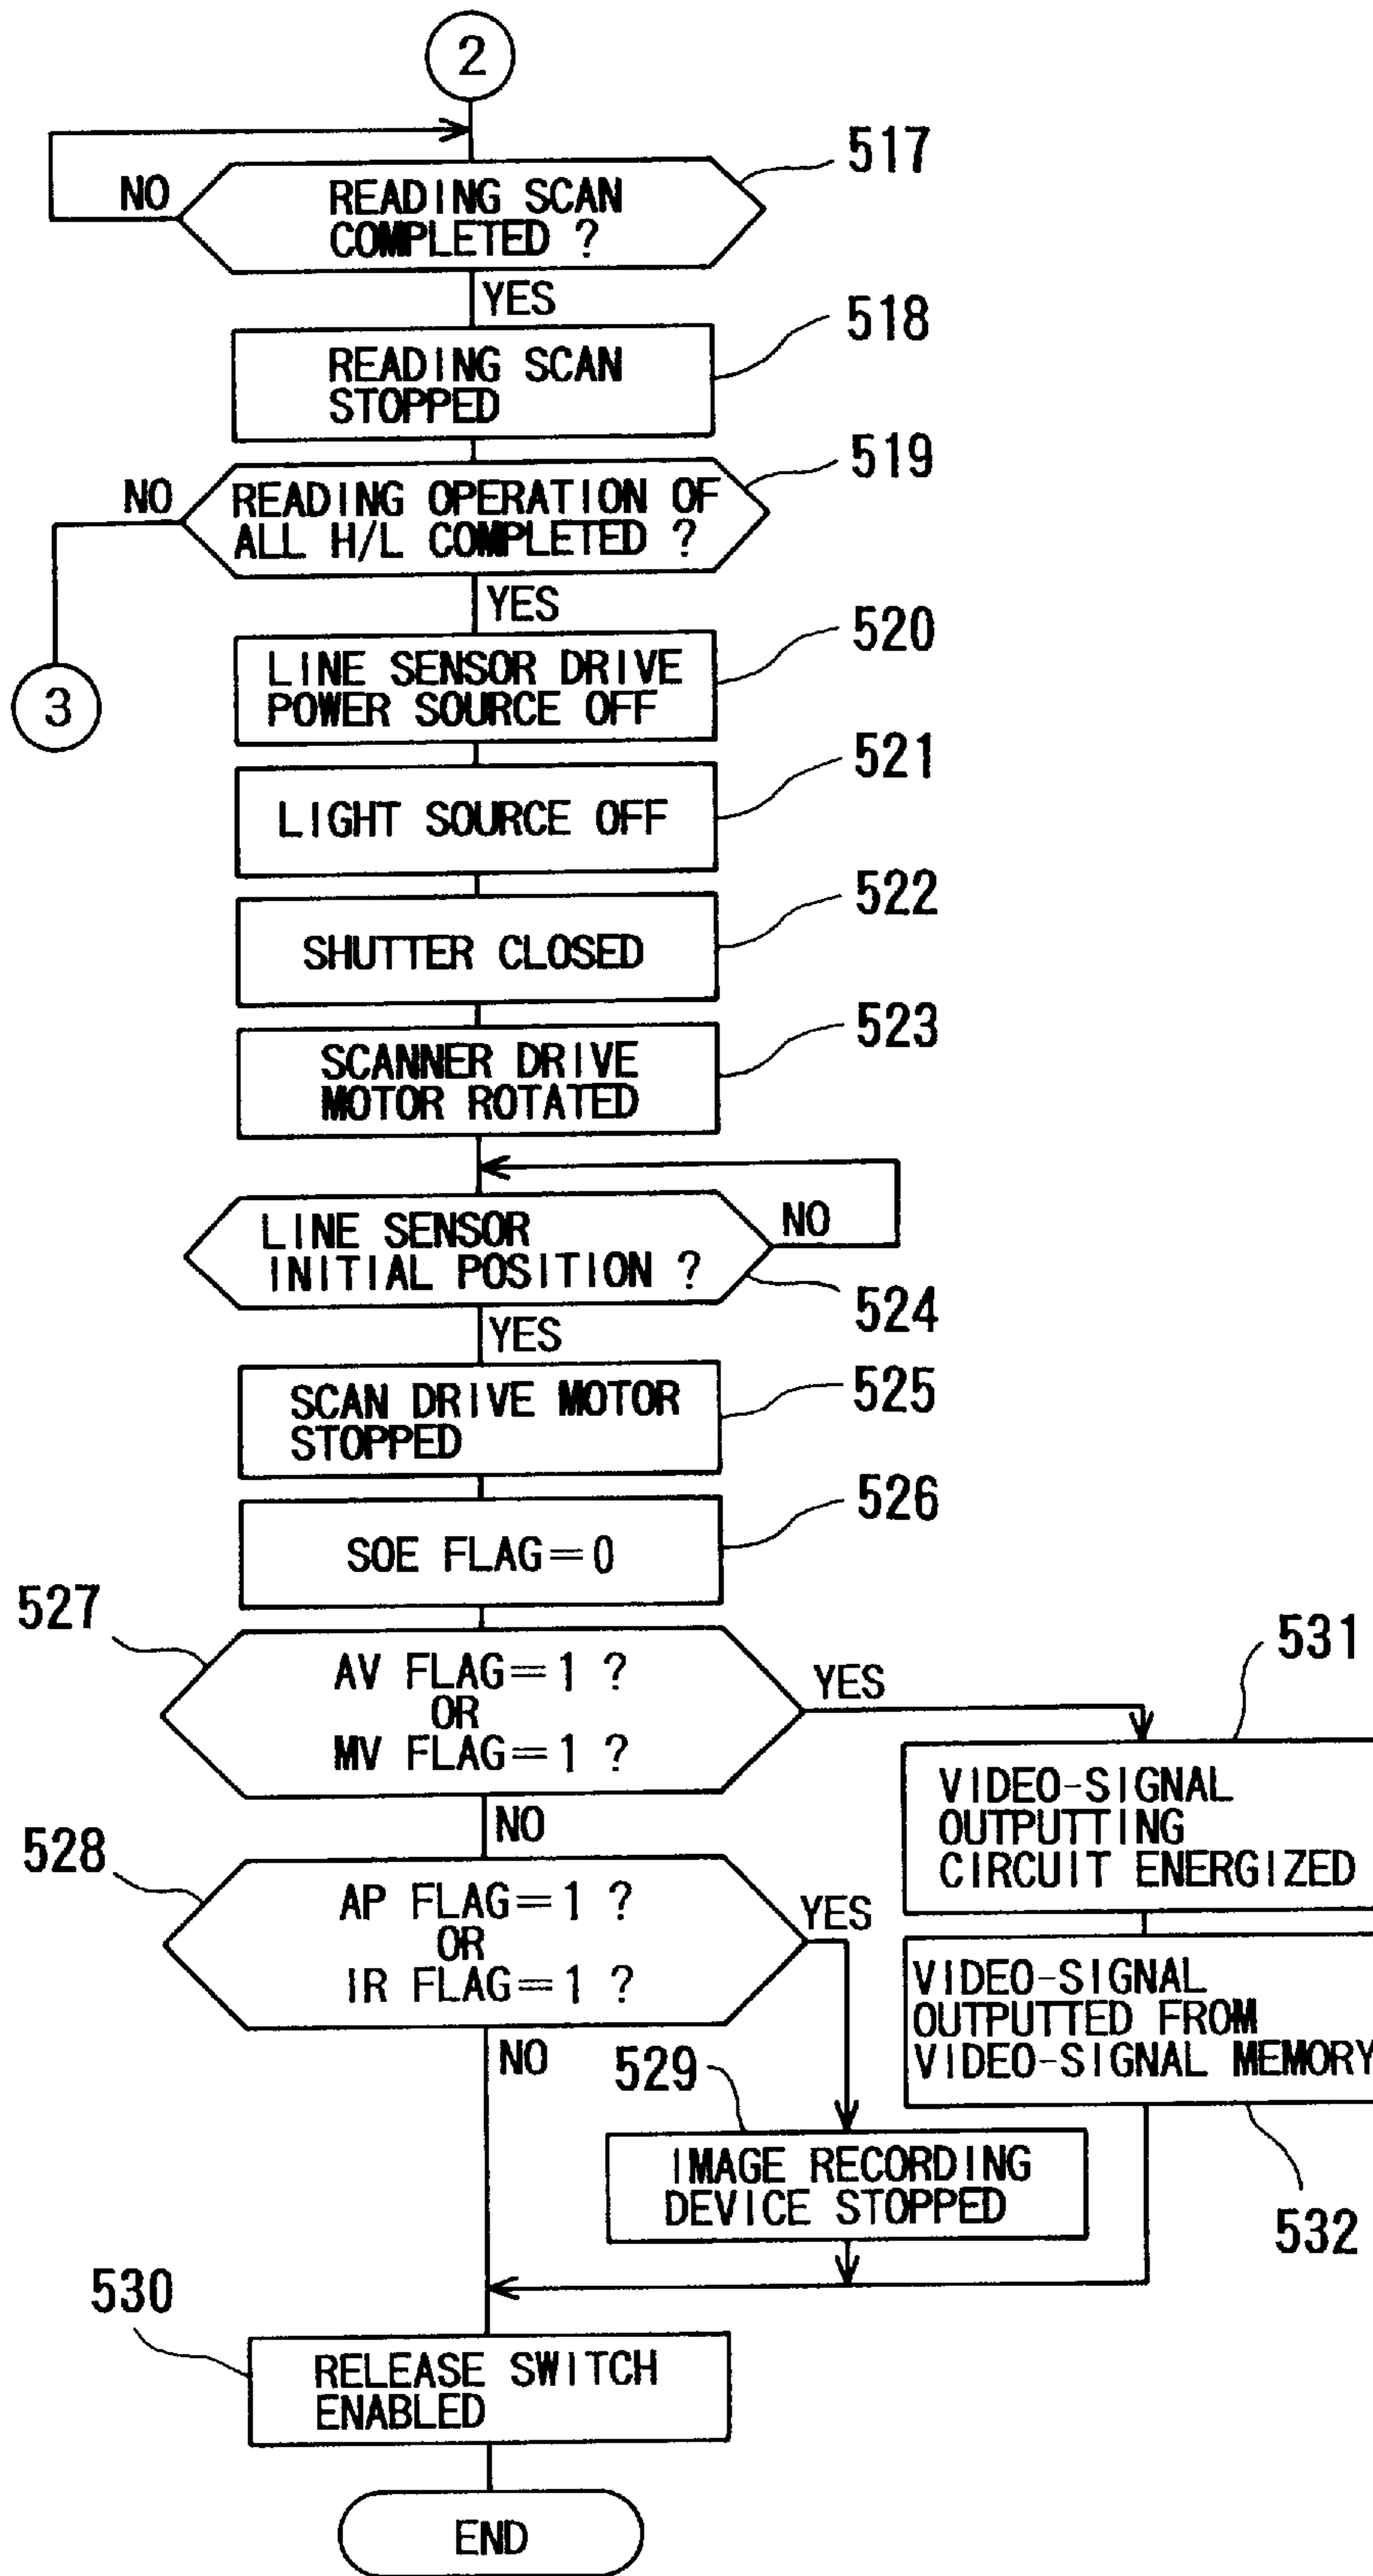 2
517
NO
READING SCAN
COMPLETED ?
YES
518
READING SCAN
STOPPED
519
NO
READING OPERATION OF
ALL H/L COMPLETED ?
YES
3
520
LINE SENSOR DRIVE
POWER SOURCE OFF
521
LIGHT SOURCE OFF
522
SHUTTER CLOSED
523
SCANNER DRIVE
MOTOR ROTATED
LINE SENSOR
INITIAL POSITION ?
NO
524
YES
525
SCAN DRIVE MOTOR
STOPPED
526
SOE FLAG=0
527
AV FLAG=1 ?
OR
MV FLAG=1 ?
YES
531
NO
VIDEO-SIGNAL
OUTPUTTING
CIRCUIT ENERGIZED
528
AP FLAG=1 ?
OR
IR FLAG=1 ?
YES
NO
VIDEO-SIGNAL
OUTPUTTED FROM
VIDEO-SIGNAL MEMORY
532
529
IMAGE RECORDING
DEVICE STOPPED
530
RELEASE SWITCH
ENABLED
END